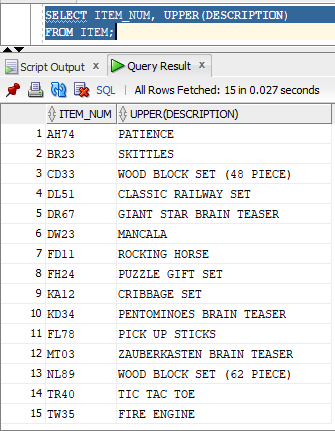 SELECT ITEM_NUM, UPPER(DESCRIPTION)
FROM ITEM;
Script Output × Query Result ×
SQL | All Rows Fetched: 15 in 0.027 seconds
ITEM_NUM UPPER(DESCRIPTION)
1 AH74 PATIENCE
2 BR23 SKITTLES
3 CD33 WOOD BLOCK SET (48 PIECE)
4 DL51 CLASSIC RAILWAY SET
5 DR67 GIANT STAR BRAIN TEASER
6 DW23 MANCALA
7 FD11 ROCKING HORSE
8 FH24 PUZZLE GIFT SET
9 KA12 CRIBBAGE SET
10 KD34 PENTOMINOES BRAIN TEASER
11 FL78 PICK UP STICKS
12 MT03 ZAUBERKASTEN BRAIN TEASER
13 NL89 WOOD BLOCK SET (62 PIECE)
14 TR40 TIC TAC TOE
15 TW35 FIRE ENGINE